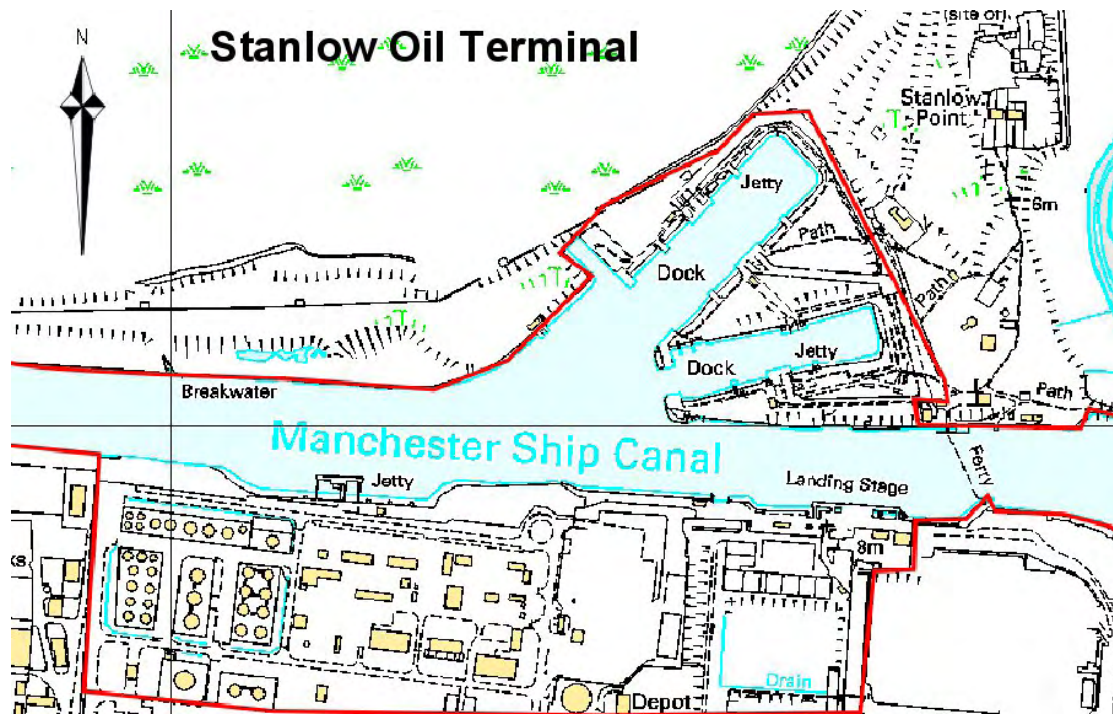 N
Stanlow Oil Terminal
(site of)
Stanlow
Point
Jetty
6m
Path
Dock
Path
Jetty
Dock
Breakwater
Path
Manchester Ship Canal
Ferry
Jetty
Landing Stage
8m
ks
Drain
Depot